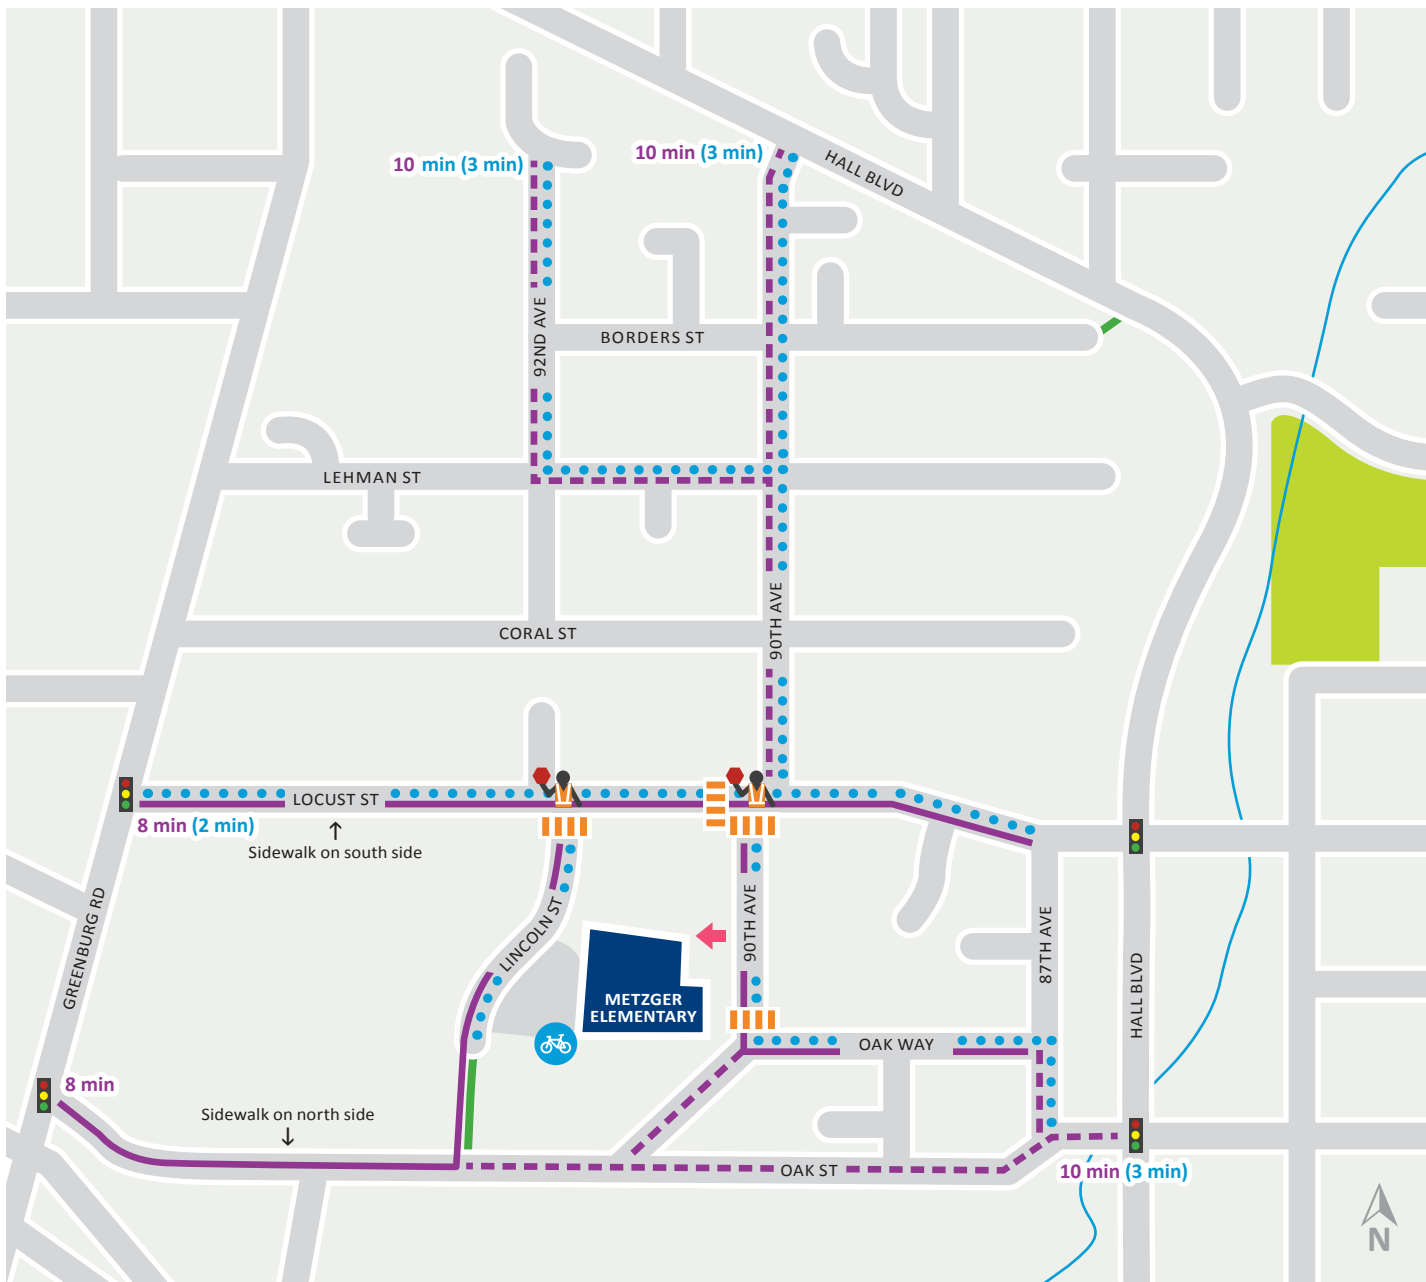 10 min (3 min)
10 min (3 min)
HALL BLVD
92ND AVE
BORDERS ST
LEHMAN ST
90TH AVE
CORAL ST
LOCUST ST
8 min (2 min)
Sidewalk on south side
GREENBURG RD
LINCOLN ST
90TH AVE
87TH AVE
HALL BLVD
METZGER
ELEMENTARY
OAK WAY
8 min
Sidewalk on north side
OAK ST
10 min (3 min)
N